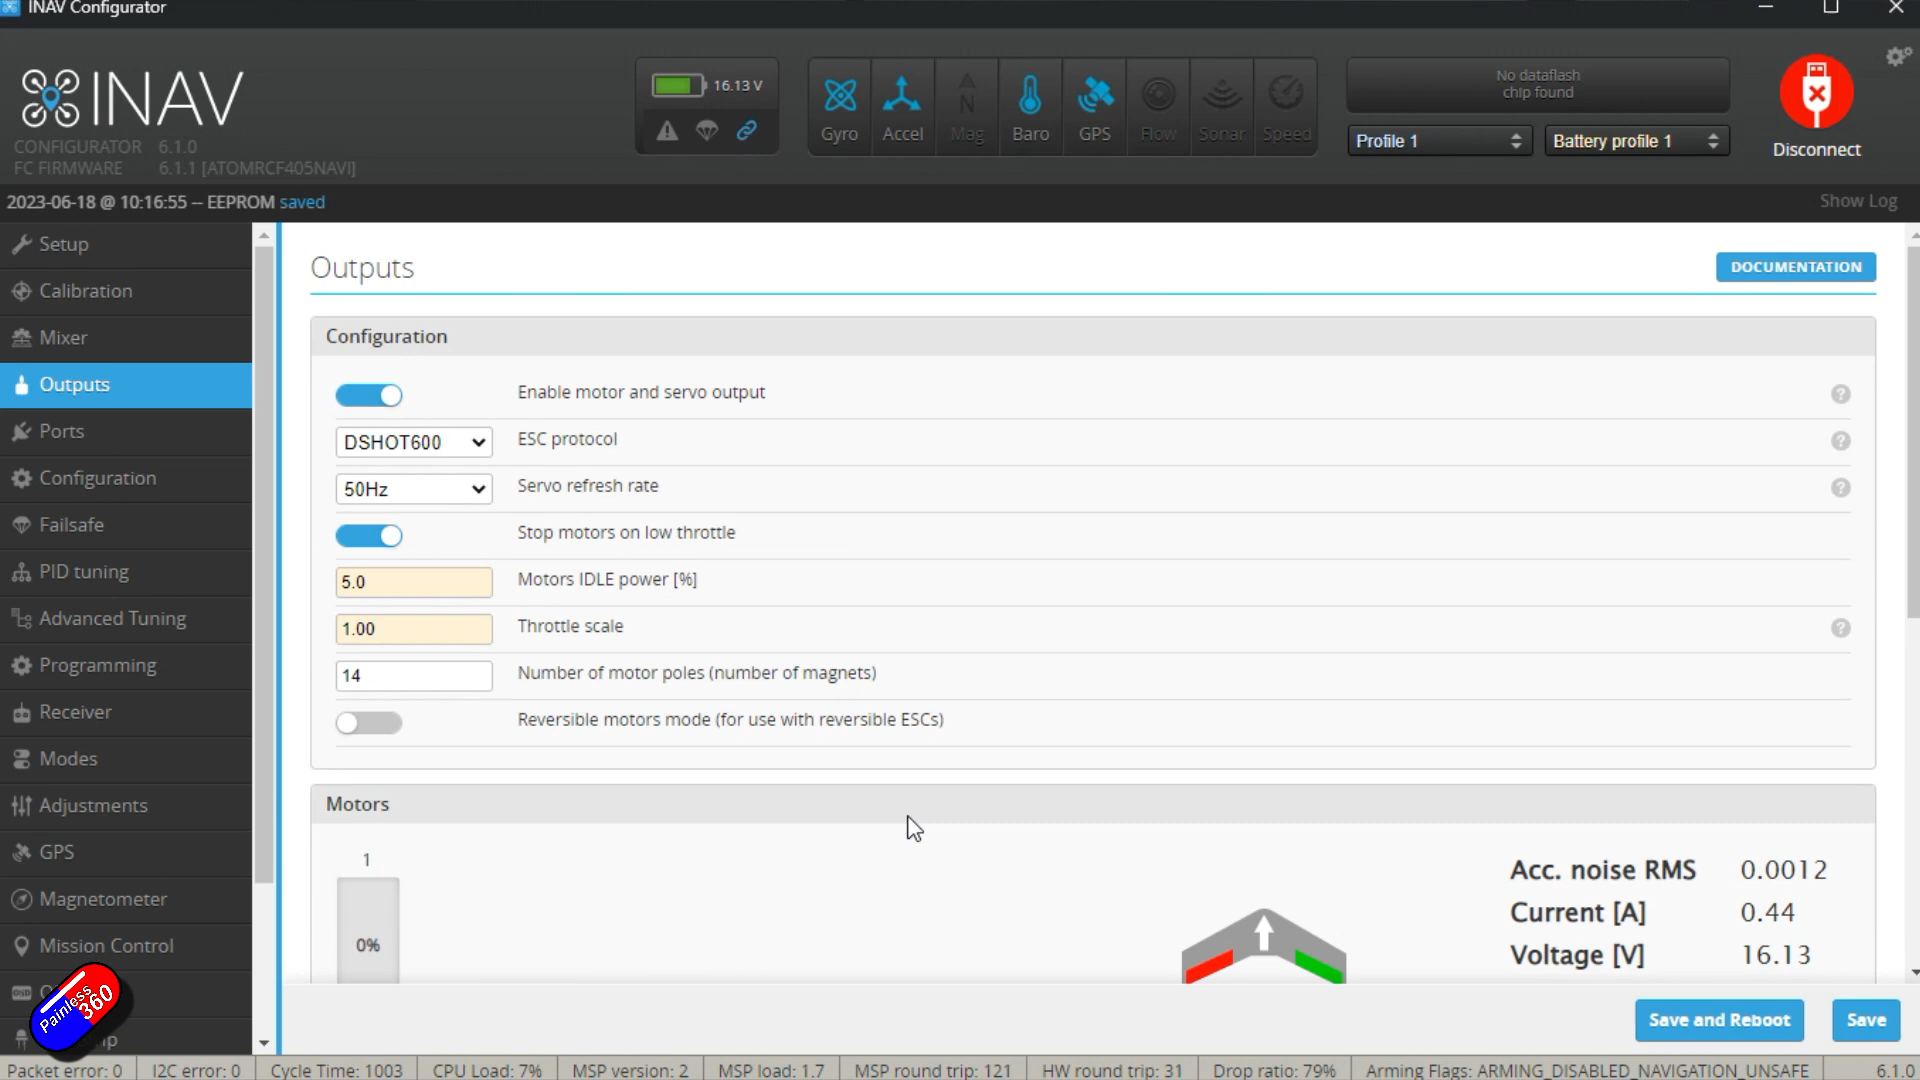 INAV Configurator
INAV
CONFIGURATOR 6.1.0
FC FIRMWARE 6.1.1 [ATOMRCF405NAVI]
16.13 V
Gyro
Accel
Mag
Baro
GPS
Flow
Sonar
Speed
No dataflash
chip found
Profile 1
Battery profile 1
Disconnect
2023-06-18 @ 10:16:55 -- EEPROM saved
Show Log
Setup
Calibration
Mixer
Outputs
Ports
Configuration
Failsafe
PID tuning
Advanced Tuning
Programming
Receiver
Modes
Adjustments
GPS
Magnetometer
Mission Control
Painless
360
Outputs
DOCUMENTATION
Configuration
Enable motor and servo output
DSHOT600 ESC protocol
50Hz Servo refresh rate
Stop motors on low throttle
5.0 Motors IDLE power [%]
1.00 Throttle scale
14 Number of motor poles (number of magnets)
Reversible motors mode (for use with reversible ESCs)
Motors
1
0%
Acc. noise RMS 0.0012
Current [A] 0.44
Voltage [V] 16.13
Save and Reboot
Save
Packet error: 0 I2C error: 0 Cycle Time: 1003 CPU Load: 7% MSP version: 2 MSP load: 1.7 MSP round trip: 121 HW round trip: 31 Drop ratio: 79% Arming Flags: ARMING_DISABLED_NAVIGATION_UNSAFE 6.1.0